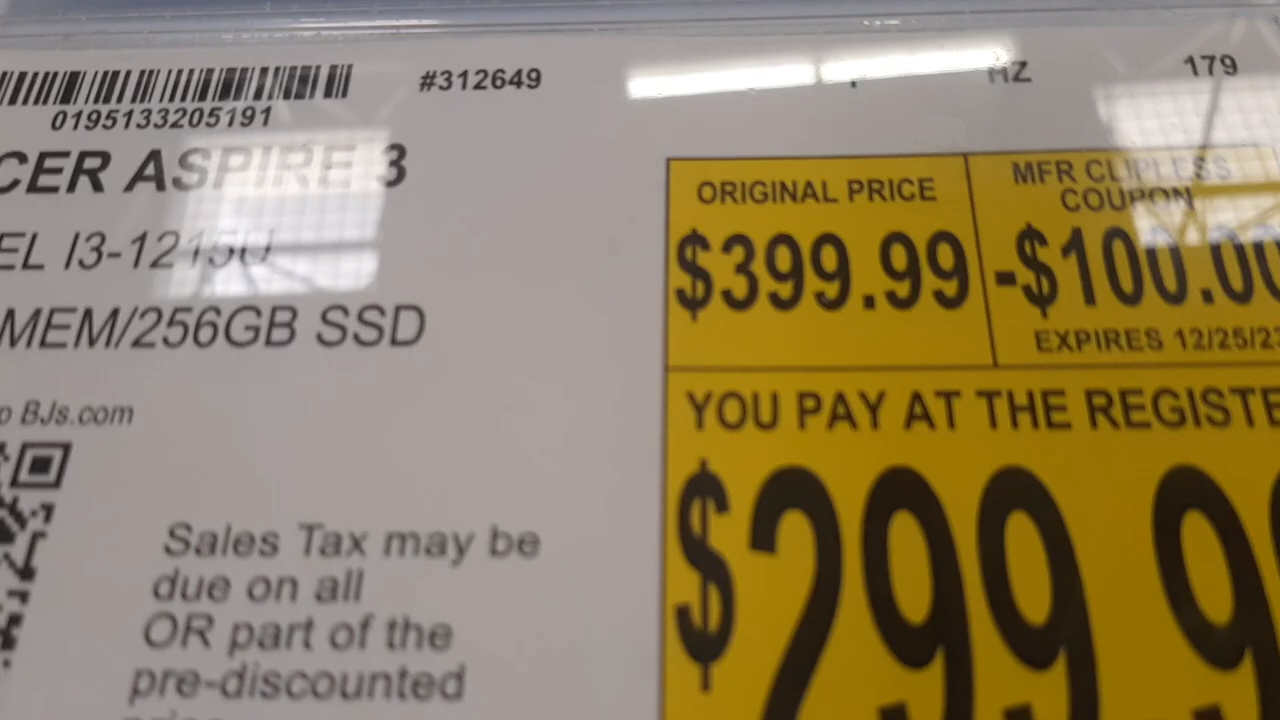 #312649
HZ
179
0195133205191
CER ASPIRE 3
ORIGINAL PRICE
MFR CLIPLESS
COUPON
EL I3-1215U
$399.99
-$100.00
MEM/256GB SSD
EXPIRES 12/25/23
YOU PAY AT THE REGISTE
p BJs.com
$299.9
Sales Tax may be
due on all
OR part of the
pre-discounted